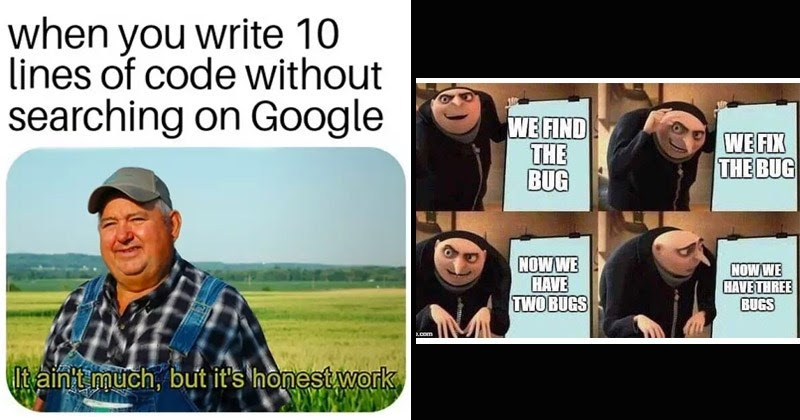 when you write 10
lines of code without
searching on Google
It ain't much, but it's honest work
WE FIND
THE
BUG
WE FIX
THE BUG
NOW WE
HAVE
TWO BUGS
NOW WE
HAVE THREE
BUGS